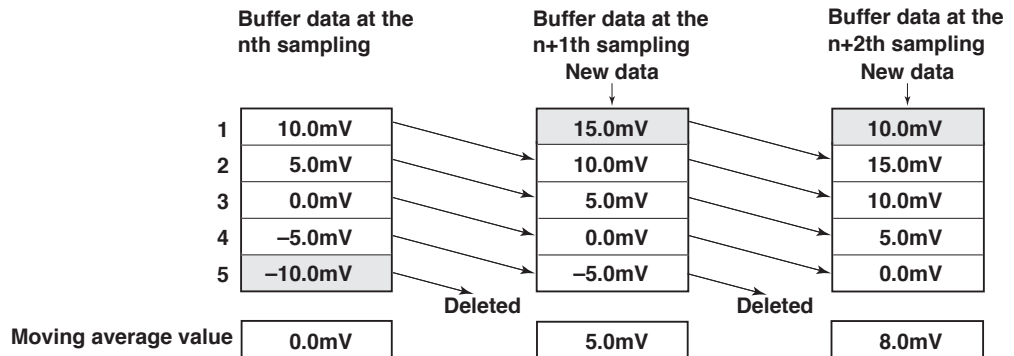 Buffer data at the
nth sampling
Buffer data at the
n+1th sampling
New data
Buffer data at the
n+2th sampling
New data
1 10.0mV 15.0mV 10.0mV
2 5.0mV 10.0mV 15.0mV
3 0.0mV 5.0mV 10.0mV
4 –5.0mV 0.0mV 5.0mV
5 –10.0mV –5.0mV 0.0mV
Deleted Deleted
Moving average value 0.0mV 5.0mV 8.0mV